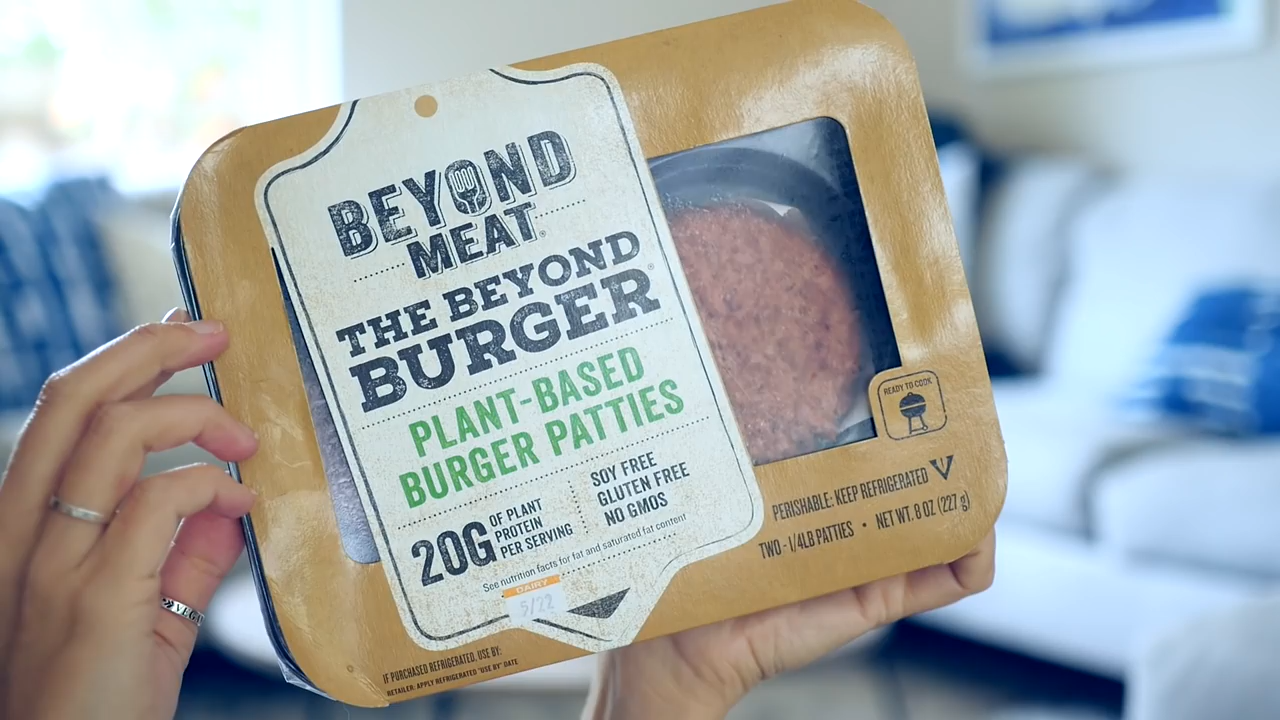 BEYOND
MEAT®
THE BEYOND
BURGER®
PLANT-BASED
BURGER PATTIES
20G OF PLANT
PROTEIN
PER SERVING
SOY FREE
GLUTEN FREE
NO GMOS
See nutrition facts for fat and saturated fat content
DAIRY
5/22
READY TO COOK
PERISHABLE: KEEP REFRIGERATED V
TWO - 1/4LB PATTIES • NET WT. 8 OZ (227 g)
IF PURCHASED REFRIGERATED, USE BY:
RETAILER: APPLY REFRIGERATED "USE BY" DATE